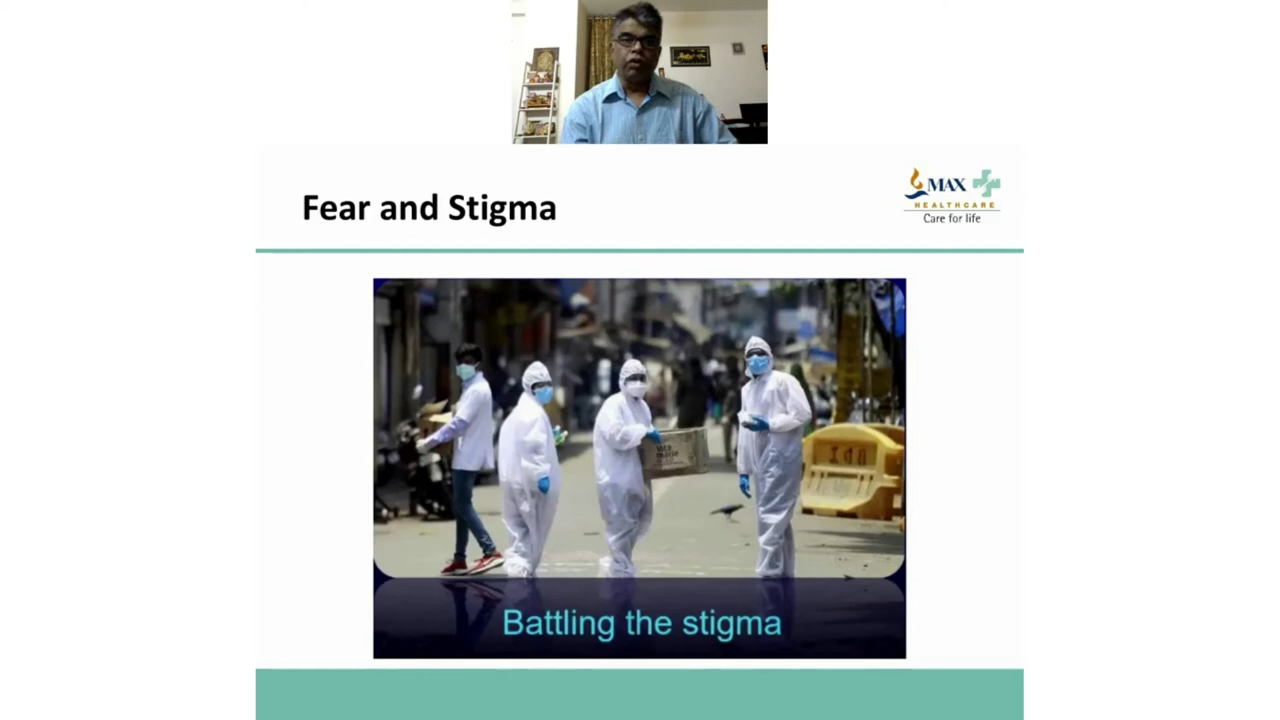 Fear and Stigma
MAX
HEALTHCARE
Care for life
Battling the stigma